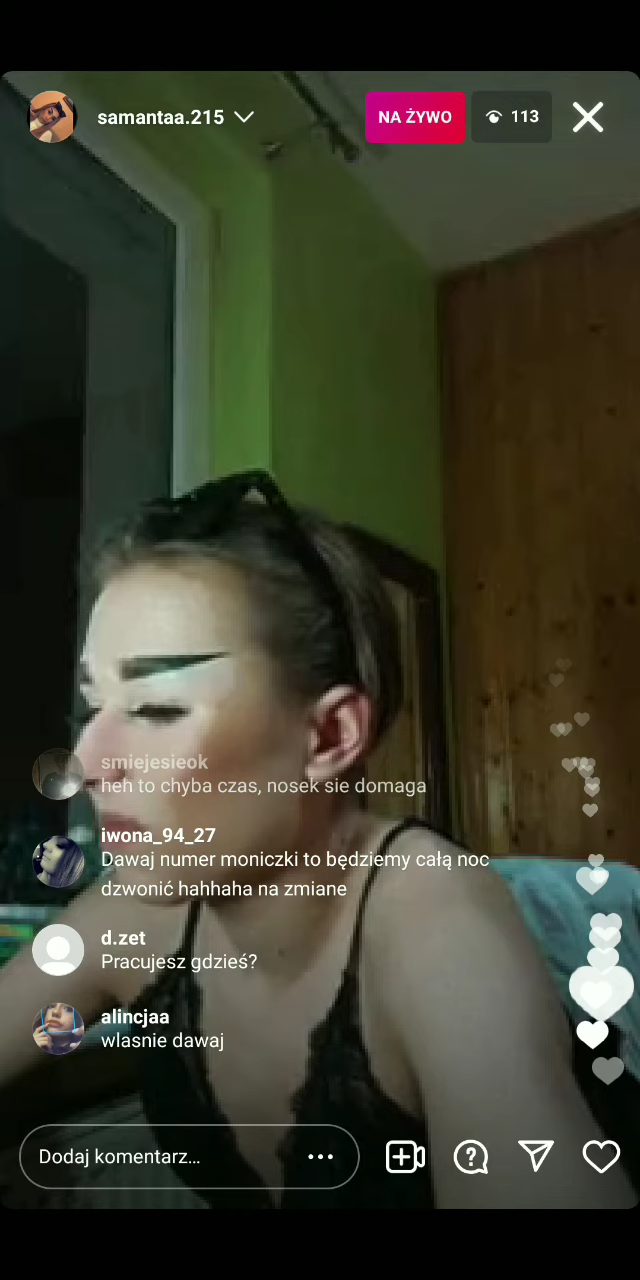 samantaa.215
NA ŻYWO
113
smiejesieok
heh to chyba czas, nosek sie domaga
iwona_94_27
Dawaj numer moniczki to będziemy całą noc
dzwonić hahhaha na zmiane
d.zet
Pracujesz gdzieś?
alincjaa
wlasnie dawaj
Dodaj komentarz...